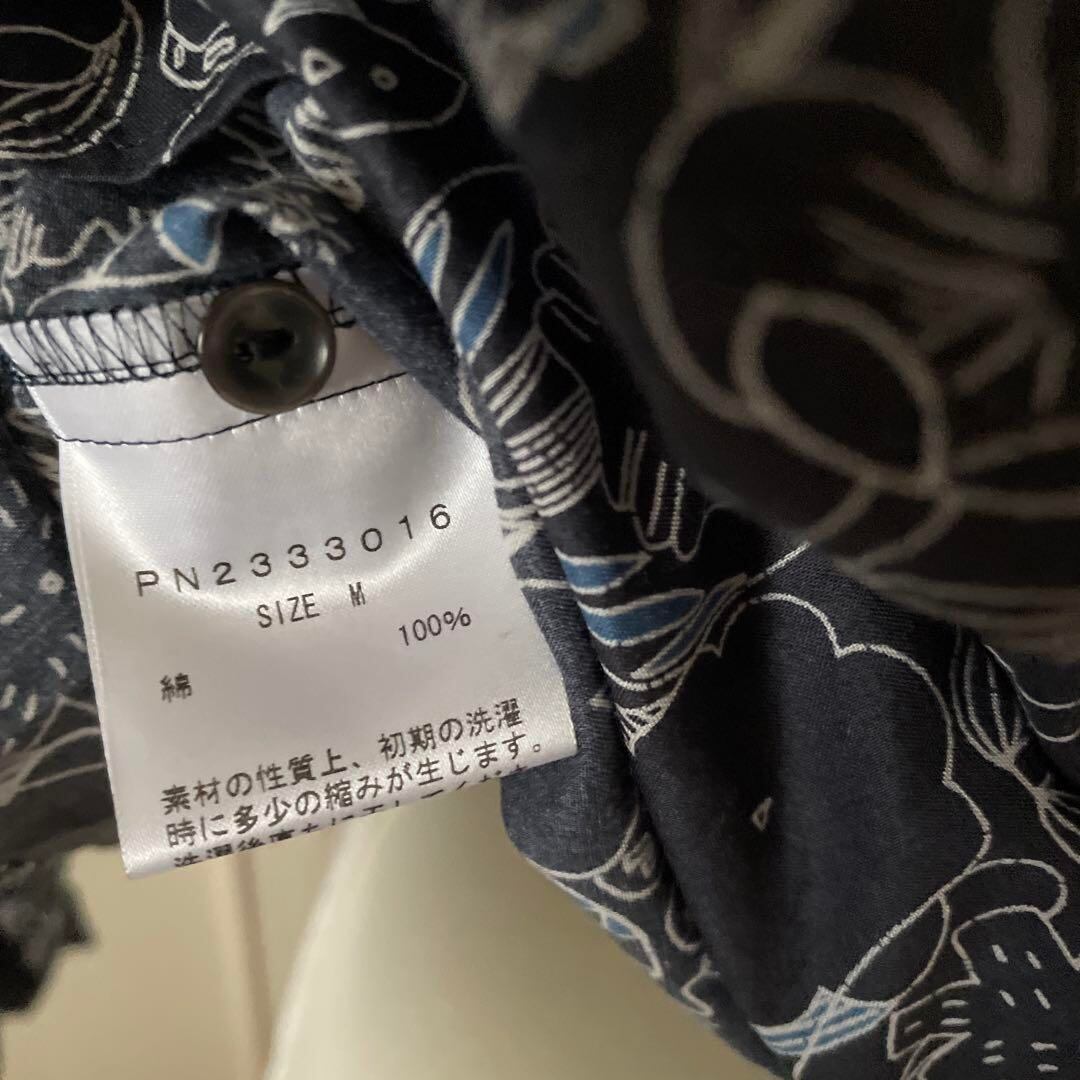 PN2333016
SIZE M
100%
綿
素材の性質上、初期の洗濯
時に多少の縮みが生じます。